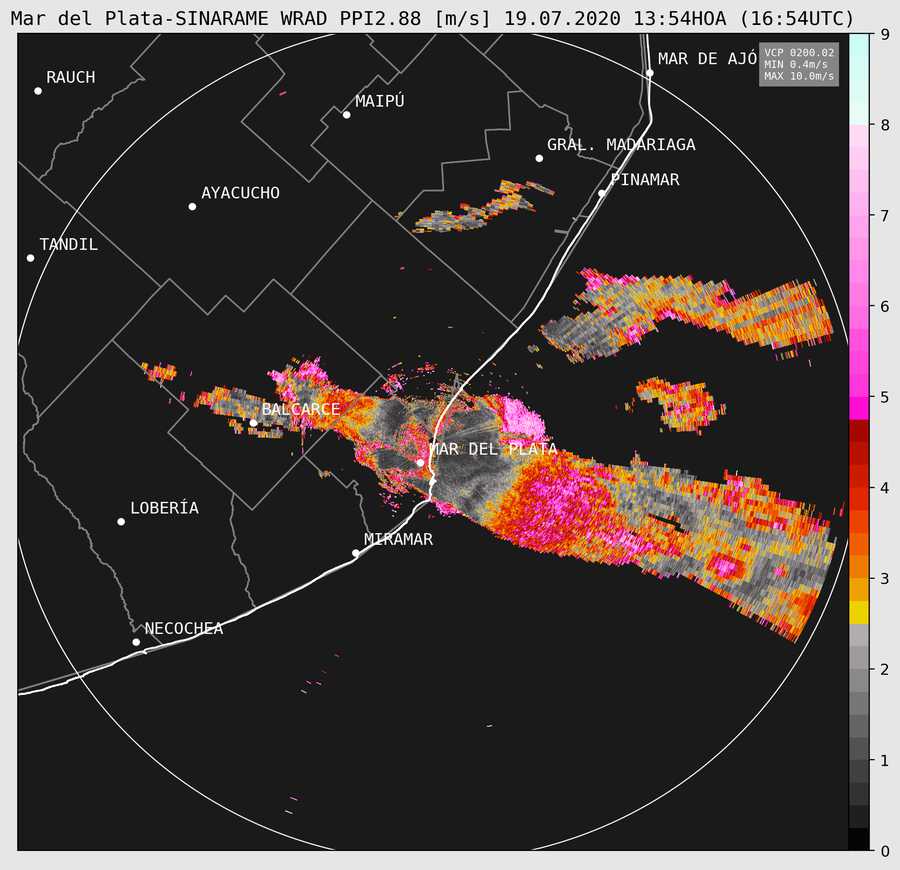 Mar del Plata-SINARAME WRAD PPI2.88 [m/s] 19.07.2020 13:54HOA (16:54UTC)
VCP 0200.02
MIN 0.4m/s
MAX 10.0m/s
MAR DE AJÓ
RAUCH
MAIPÚ
GRAL. MADARIAGA
PINAMAR
AYACUCHO
TANDIL
BALCARCE
MAR DEL PLATA
LOBERÍA
MIRAMAR
NECOCHEA
9
8
7
6
5
4
3
2
1
0